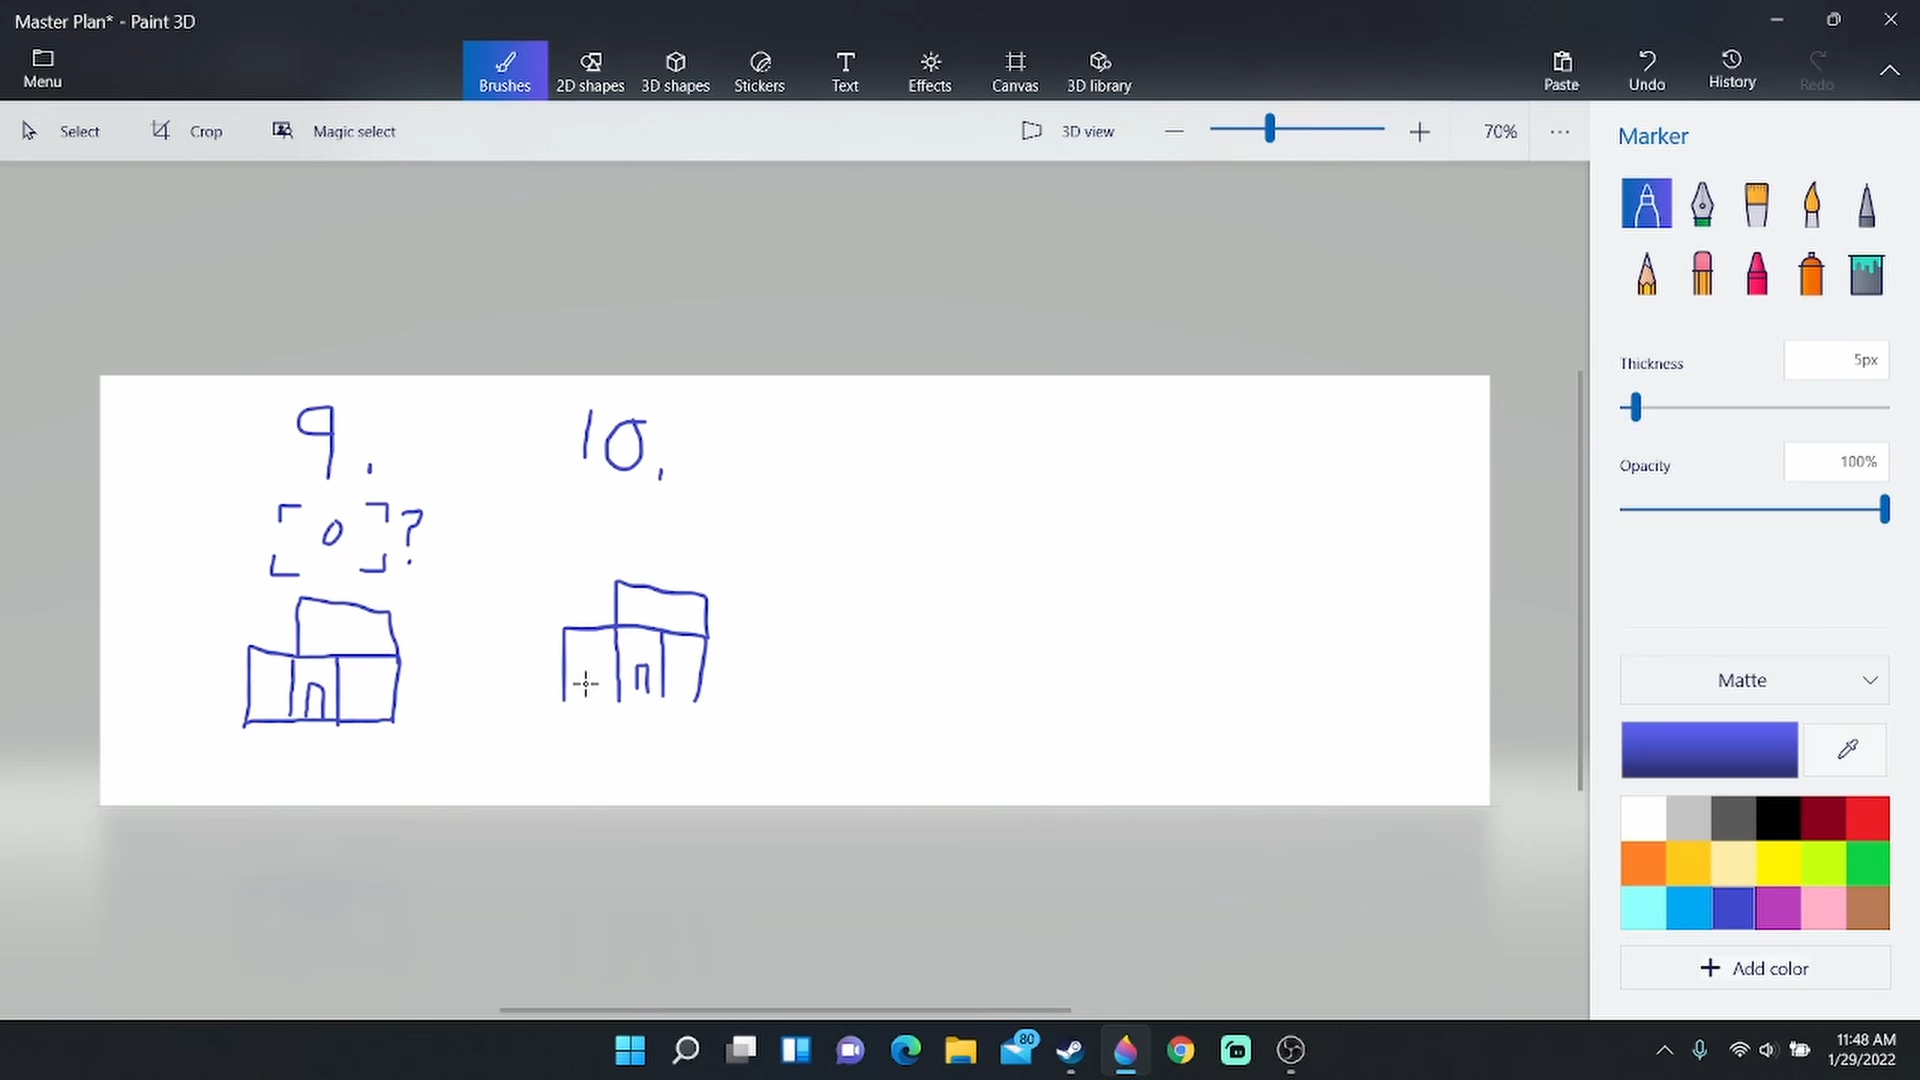 Master Plan* - Paint 3D
Menu
Brushes
2D shapes
3D shapes
Stickers
Text
Effects
Canvas
3D library
Paste
Undo
History
Redo
Select
Crop
Magic select
3D view
70%
Marker
Thickness
5px
Opacity
100%
Matte
Add color
9.
10.
0 ?
80
11:48 AM
1/29/2022